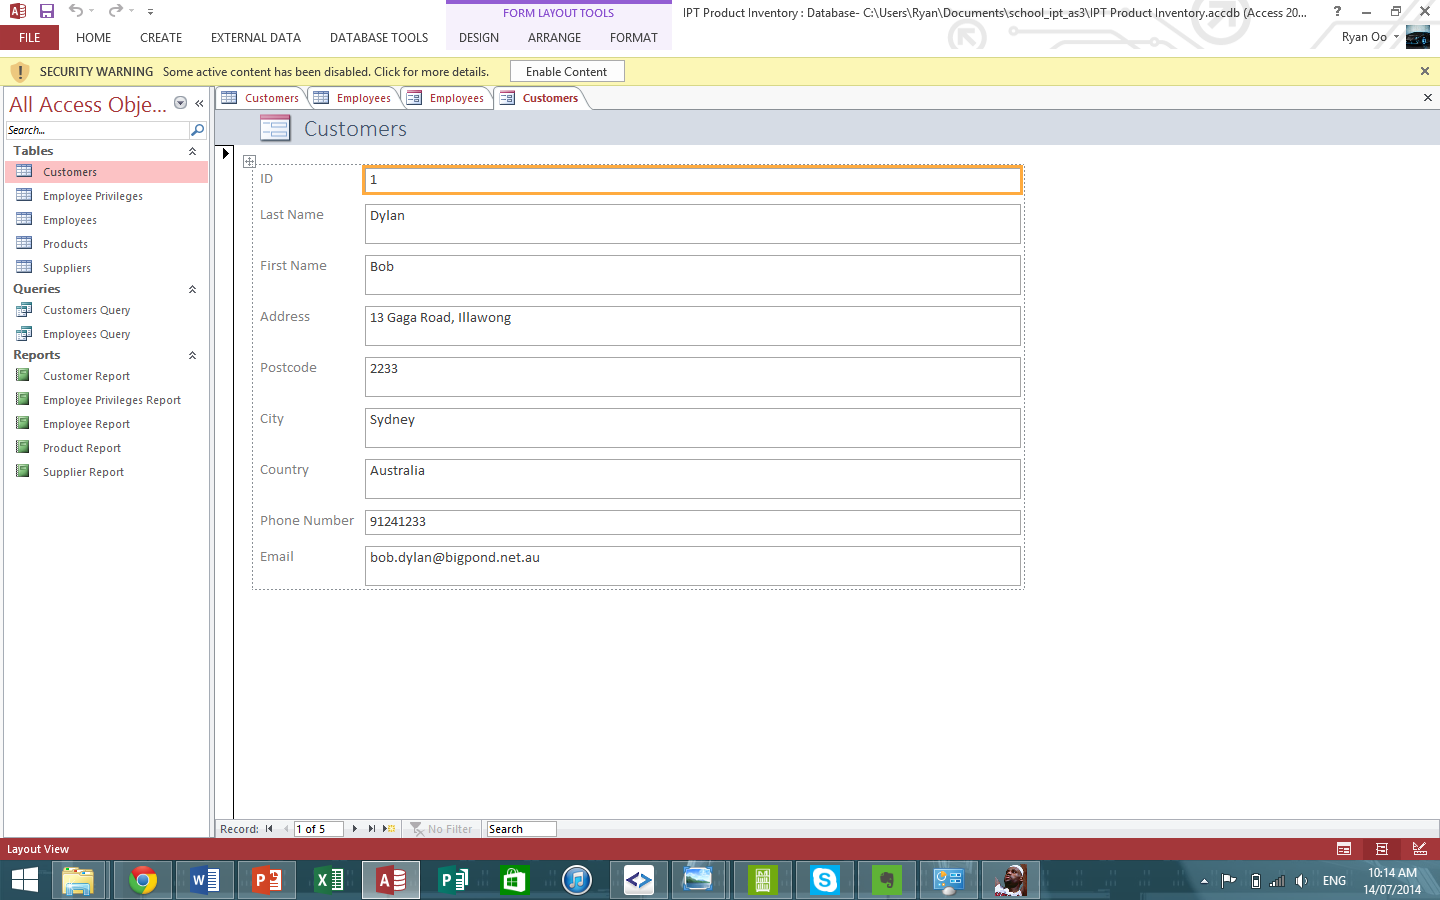 FORM LAYOUT TOOLS
IPT Product Inventory : Database- C:\Users\Ryan\Documents\school_ipt_as3\IPT Product Inventory.accdb (Access 20...
FILE HOME CREATE EXTERNAL DATA DATABASE TOOLS DESIGN ARRANGE FORMAT Ryan Oo
SECURITY WARNING Some active content has been disabled. Click for more details. Enable Content
All Access Obje...
Search...
Tables
Customers
Employee Privileges
Employees
Products
Suppliers
Queries
Customers Query
Employees Query
Reports
Customer Report
Employee Privileges Report
Employee Report
Product Report
Supplier Report
Customers Employees Employees Customers
Customers
ID 1
Last Name Dylan
First Name Bob
Address 13 Gaga Road, Illawong
Postcode 2233
City Sydney
Country Australia
Phone Number 91241233
Email bob.dylan@bigpond.net.au
Record: 1 of 5 No Filter Search
Layout View
ENG 10:14 AM
14/07/2014